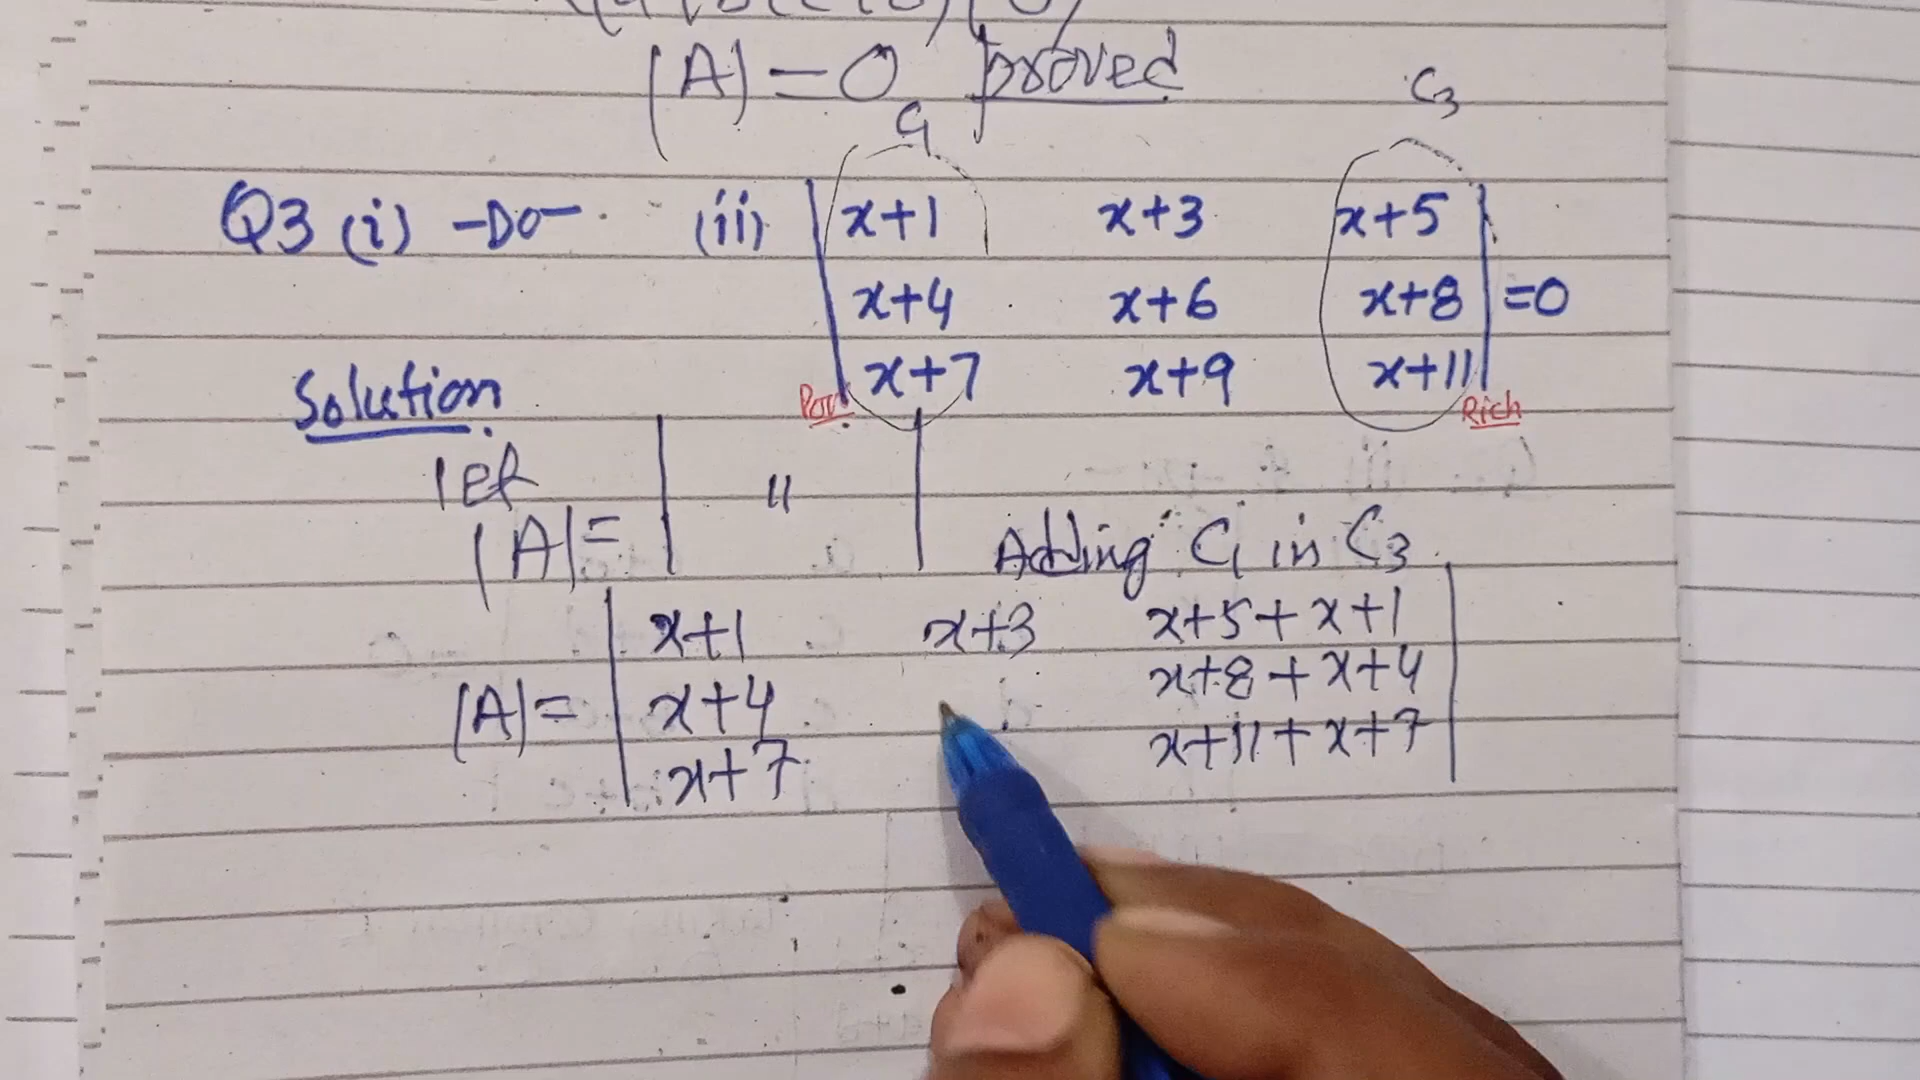 |A| = 0 proved
C1 C3
Q3 (i) -Do- (ii) x+1 x+3 x+5
x+4 x+6 x+8 =0
x+7 x+9 x+11
Rich
Solution
let
|A|= "
Adding C1 in C3
x+1 x+3 x+5+x+1
|A|= x+4 x+8+x+4
x+7 x+11+x+7